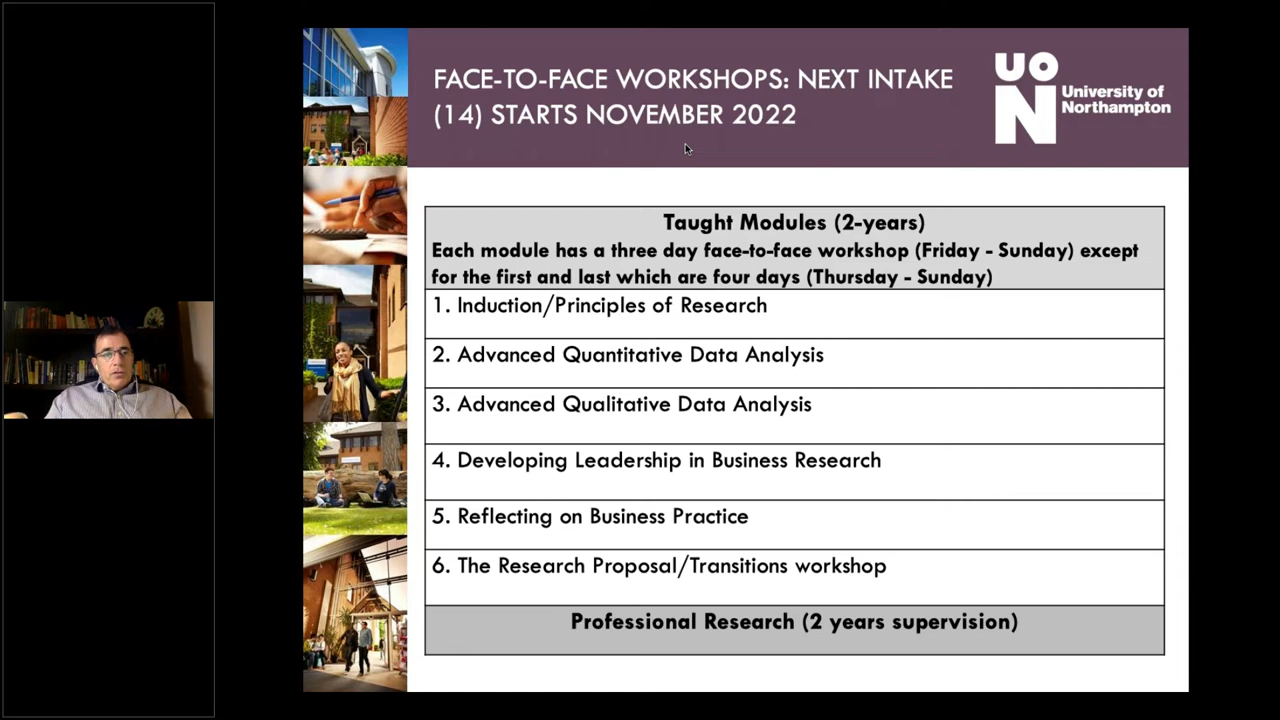 FACE-TO-FACE WORKSHOPS: NEXT INTAKE
(14) STARTS NOVEMBER 2022
UON
University of
Northampton
Taught Modules (2-years)
Each module has a three day face-to-face workshop (Friday - Sunday) except
for the first and last which are four days (Thursday - Sunday)
1. Induction/Principles of Research
2. Advanced Quantitative Data Analysis
3. Advanced Qualitative Data Analysis
4. Developing Leadership in Business Research
5. Reflecting on Business Practice
6. The Research Proposal/Transitions workshop
Professional Research (2 years supervision)